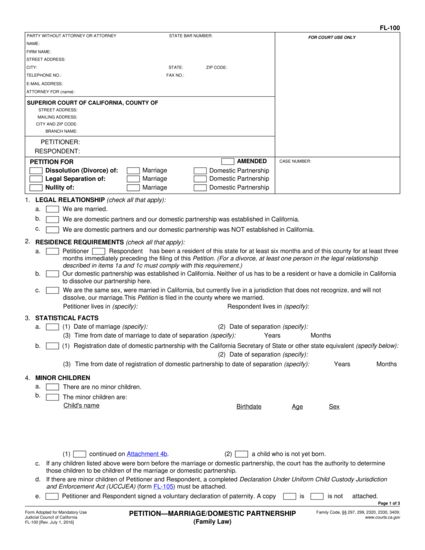 FL-100
PARTY WITHOUT ATTORNEY OR ATTORNEY STATE BAR NUMBER: FOR COURT USE ONLY
NAME:
FIRM NAME:
STREET ADDRESS:
CITY: STATE: ZIP CODE:
TELEPHONE NO.: FAX NO.:
E-MAIL ADDRESS:
ATTORNEY FOR (name):
SUPERIOR COURT OF CALIFORNIA, COUNTY OF
STREET ADDRESS:
MAILING ADDRESS:
CITY AND ZIP CODE:
BRANCH NAME:
PETITIONER:
RESPONDENT:
PETITION FOR AMENDED CASE NUMBER:
Dissolution (Divorce) of: Marriage Domestic Partnership
Legal Separation of: Marriage Domestic Partnership
Nullity of: Marriage Domestic Partnership
1. LEGAL RELATIONSHIP (check all that apply):
a. We are married.
b. We are domestic partners and our domestic partnership was established in California.
c. We are domestic partners and our domestic partnership was NOT established in California.
2. RESIDENCE REQUIREMENTS (check all that apply):
a. Petitioner Respondent has been a resident of this state for at least six months and of this county for at least three
months immediately preceding the filing of this Petition. (For a divorce, at least one person in the legal relationship
described in items 1a and 1c must comply with this requirement.)
b. Our domestic partnership was established in California. Neither of us has to be a resident or have a domicile in California
to dissolve our partnership here.
c. We are the same sex, were married in California, but currently live in a jurisdiction that does not recognize, and will not
dissolve, our marriage. This Petition is filed in the county where we married.
Petitioner lives in (specify): Respondent lives in (specify):
3. STATISTICAL FACTS
a. (1) Date of marriage (specify): (2) Date of separation (specify):
(3) Time from date of marriage to date of separation (specify): Years Months
b. (1) Registration date of domestic partnership with the California Secretary of State or other state equivalent (specify below):
(2) Date of separation (specify):
(3) Time from date of registration of domestic partnership to date of separation (specify): Years Months
4. MINOR CHILDREN
a. There are no minor children.
b. The minor children are:
Child's name Birthdate Age Sex
(1) continued on Attachment 4b. (2) a child who is not yet born.
c. If any children listed above were born before the marriage or domestic partnership, the court has the authority to determine
those children to be children of the marriage or domestic partnership.
d. If there are minor children of Petitioner and Respondent, a completed Declaration Under Uniform Child Custody Jurisdiction
and Enforcement Act (UCCJEA) (form FL-105) must be attached.
e. Petitioner and Respondent signed a voluntary declaration of paternity. A copy is is not attached.
Page 1 of 3
Form Adopted for Mandatory Use
Judicial Council of California
FL-100 [Rev. July 1, 2016]
PETITION—MARRIAGE/DOMESTIC PARTNERSHIP
(Family Law)
Family Code, §§ 297, 299, 2320, 2330, 3409;
www.courts.ca.gov